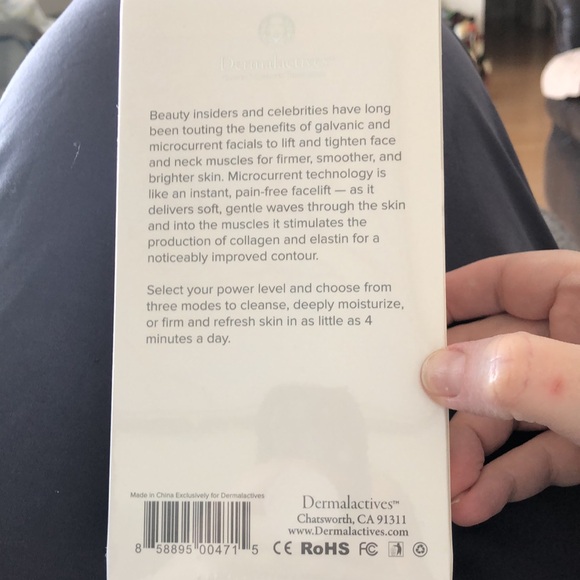 Dermalactives
Beauty insiders and celebrities have long
been touting the benefits of galvanic and
microcurrent facials to lift and tighten face
and neck muscles for firmer, smoother, and
brighter skin. Microcurrent technology is
like an instant, pain-free facelift — as it
delivers soft, gentle waves through the skin
and into the muscles it stimulates the
production of collagen and elastin for a
noticeably improved contour.
Select your power level and choose from
three modes to cleanse, deeply moisturize,
or firm and refresh skin in as little as 4
minutes a day.
Made in China Exclusively for Dermalactives
8 58895 00471 5
Dermalactives™
Chatsworth, CA 91311
www.Dermalactives.com
CE RoHS FC